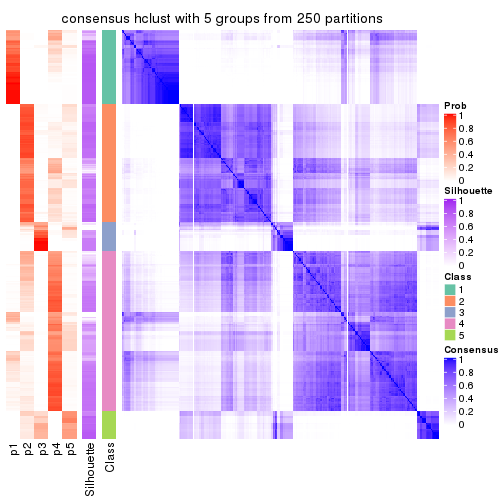 consensus hclust with 5 groups from 250 partitions
Prob
1
0.8
0.6
0.4
0.2
0
Silhouette
1
0.8
0.6
0.4
0.2
0
Class
1
2
3
4
5
Consensus
1
0.8
0.6
0.4
0.2
0
p1
p2
p3
p4
p5
Silhouette
Class